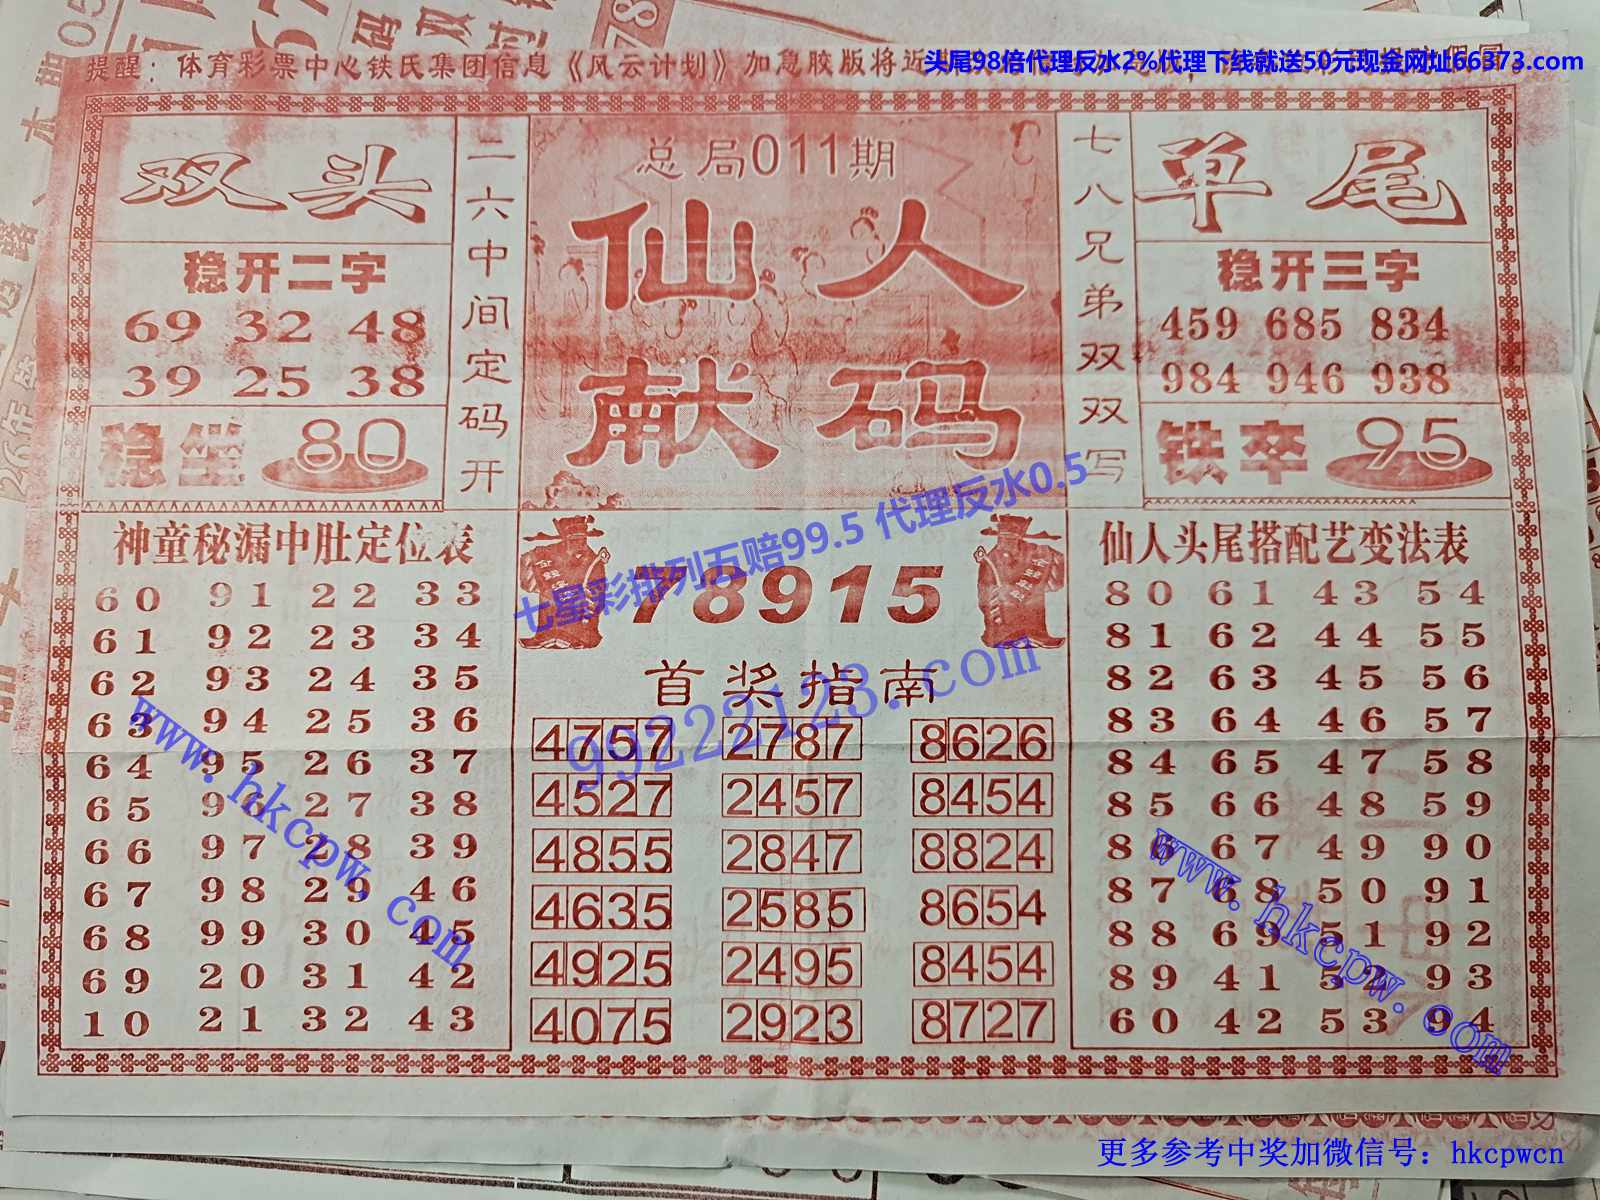 头尾98倍代理反水2%代理下线就送50元现金网址66373.com
提醒：体育彩票中心铁氏集团信息《风云计划》加急胶版将近
双头
稳开二字
69 32 48
39 25 38
稳坐 80
二六中间定码开
总局011期
仙人
献码
七八兄弟双双写
单尾
稳开三字
459 685 834
984 946 938
铁卒 95
神童秘漏中肚定位表
60 91 22 33
61 92 23 34
62 93 24 35
63 94 25 36
64 95 26 37
65 96 27 38
66 97 28 39
67 98 29 46
68 99 30 45
69 20 31 42
10 21 32 43
七星彩排列五赔99.5 代理反水0.5
78915
99222123.com
首奖指南
4757 2787 8626
4527 2457 8454
4855 2847 8824
4635 2585 8654
4925 2495 8454
4075 2923 8727
仙人头尾搭配艺变法表
80 61 43 54
81 62 44 55
82 63 45 56
83 64 46 57
84 65 47 58
85 66 48 59
86 67 49 90
87 68 50 91
88 69 51 92
89 41 52 93
60 42 53 94
www.hkcpw.com
www.hkcpw.com
更多参考中奖加微信号：hkcpwcn